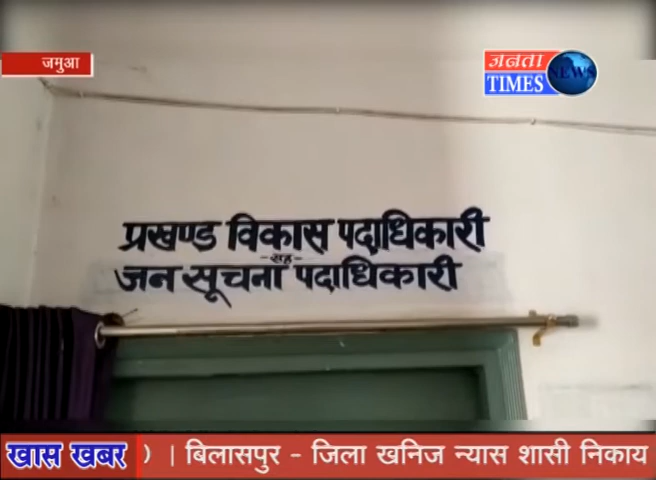 जमुआ
जनता
TIMES NEWS
प्रखण्ड विकास पदाधिकारी
-सह-
जन सूचना पदाधिकारी
खास खबर ) | बिलासपुर - जिला खनिज न्यास शासी निकाय